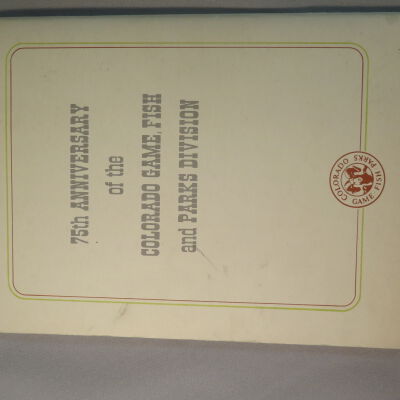 75th ANNIVERSARY
of the
COLORADO GAME, FISH
and PARKS DIVISION
COLORADO
GAME FISH PARKS